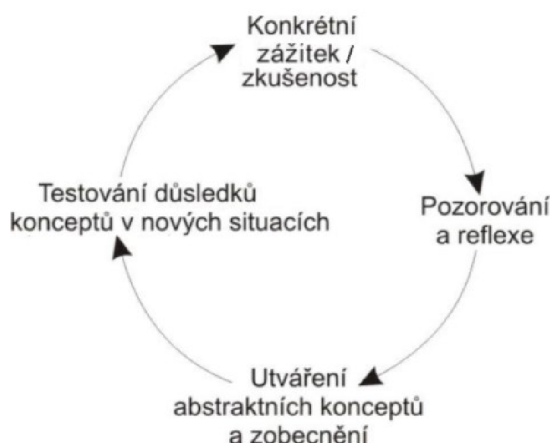 Konkrétní
zážitek /
zkušenost
Pozorování
a reflexe
Utváření
abstraktních konceptů
a zobecnění
Testování důsledků
konceptů v nových situacích